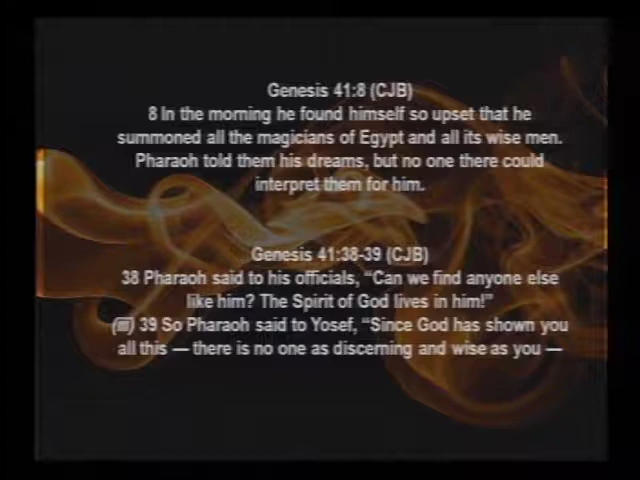 Genesis 41:8 (CJB)
8 In the morning he found himself so upset that he
summoned all the magicians of Egypt and all its wise men.
Pharaoh told them his dreams, but no one there could
interpret them for him.
Genesis 41:38-39 (CJB)
38 Pharaoh said to his officials, “Can we find anyone else
like him? The Spirit of God lives in him!”
39 So Pharaoh said to Yosef, “Since God has shown you
all this — there is no one as discerning and wise as you —